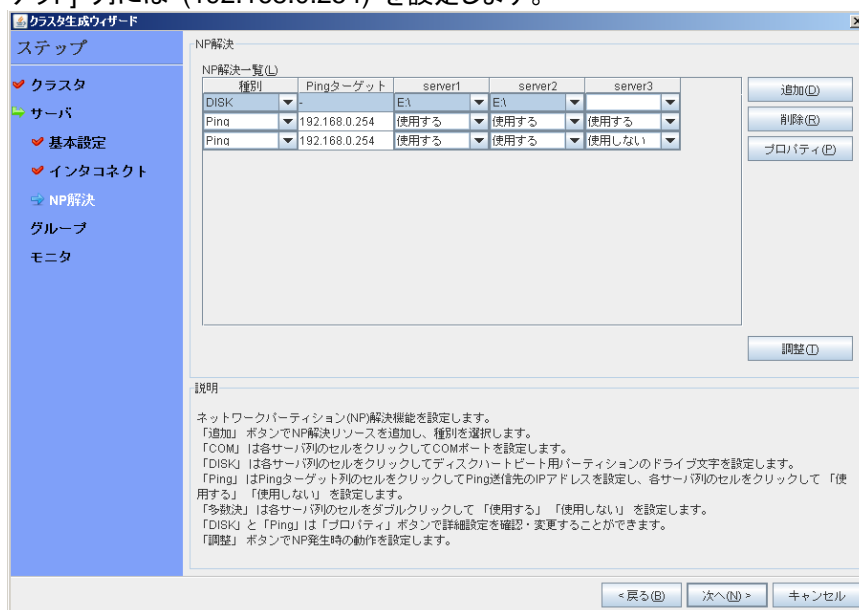 ゲット] 列には (192.168.0.254) を設定します。
クラスタ生成ウィザード
ステップ
クラスタ
サーバ
基本設定
インタコネクト
NP解決
グループ
モニタ
NP解決
NP解決一覧(L)
種別 Pingターゲット server1 server2 server3
DISK - E:\ E:\
Ping 192.168.0.254 使用する 使用する 使用する
Ping 192.168.0.254 使用する 使用する 使用しない
追加(D)
削除(R)
プロパティ(P)
調整(T)
説明
ネットワークパーティション(NP)解決機能を設定します。
「追加」 ボタンでNP解決リソースを追加し、種別を選択します。
「COM」 は各サーバ列のセルをクリックしてCOMポートを設定します。
「DISK」 は各サーバ列のセルをクリックしてディスクハートビート用パーティションのドライブ文字を設定します。
「Ping」 はPingターゲット列のセルをクリックしてPing送信先のIPアドレスを設定し、各サーバ列のセルをクリックして 「使
用する」 「使用しない」 を設定します。
「多数決」 は各サーバ列のセルをダブルクリックして 「使用する」 「使用しない」 を設定します。
「DISK」 と 「Ping」 は 「プロパティ」 ボタンで詳細設定を確認・変更することができます。
「調整」 ボタンでNP発生時の動作を設定します。
<戻る(B) 次へ(N)> キャンセル